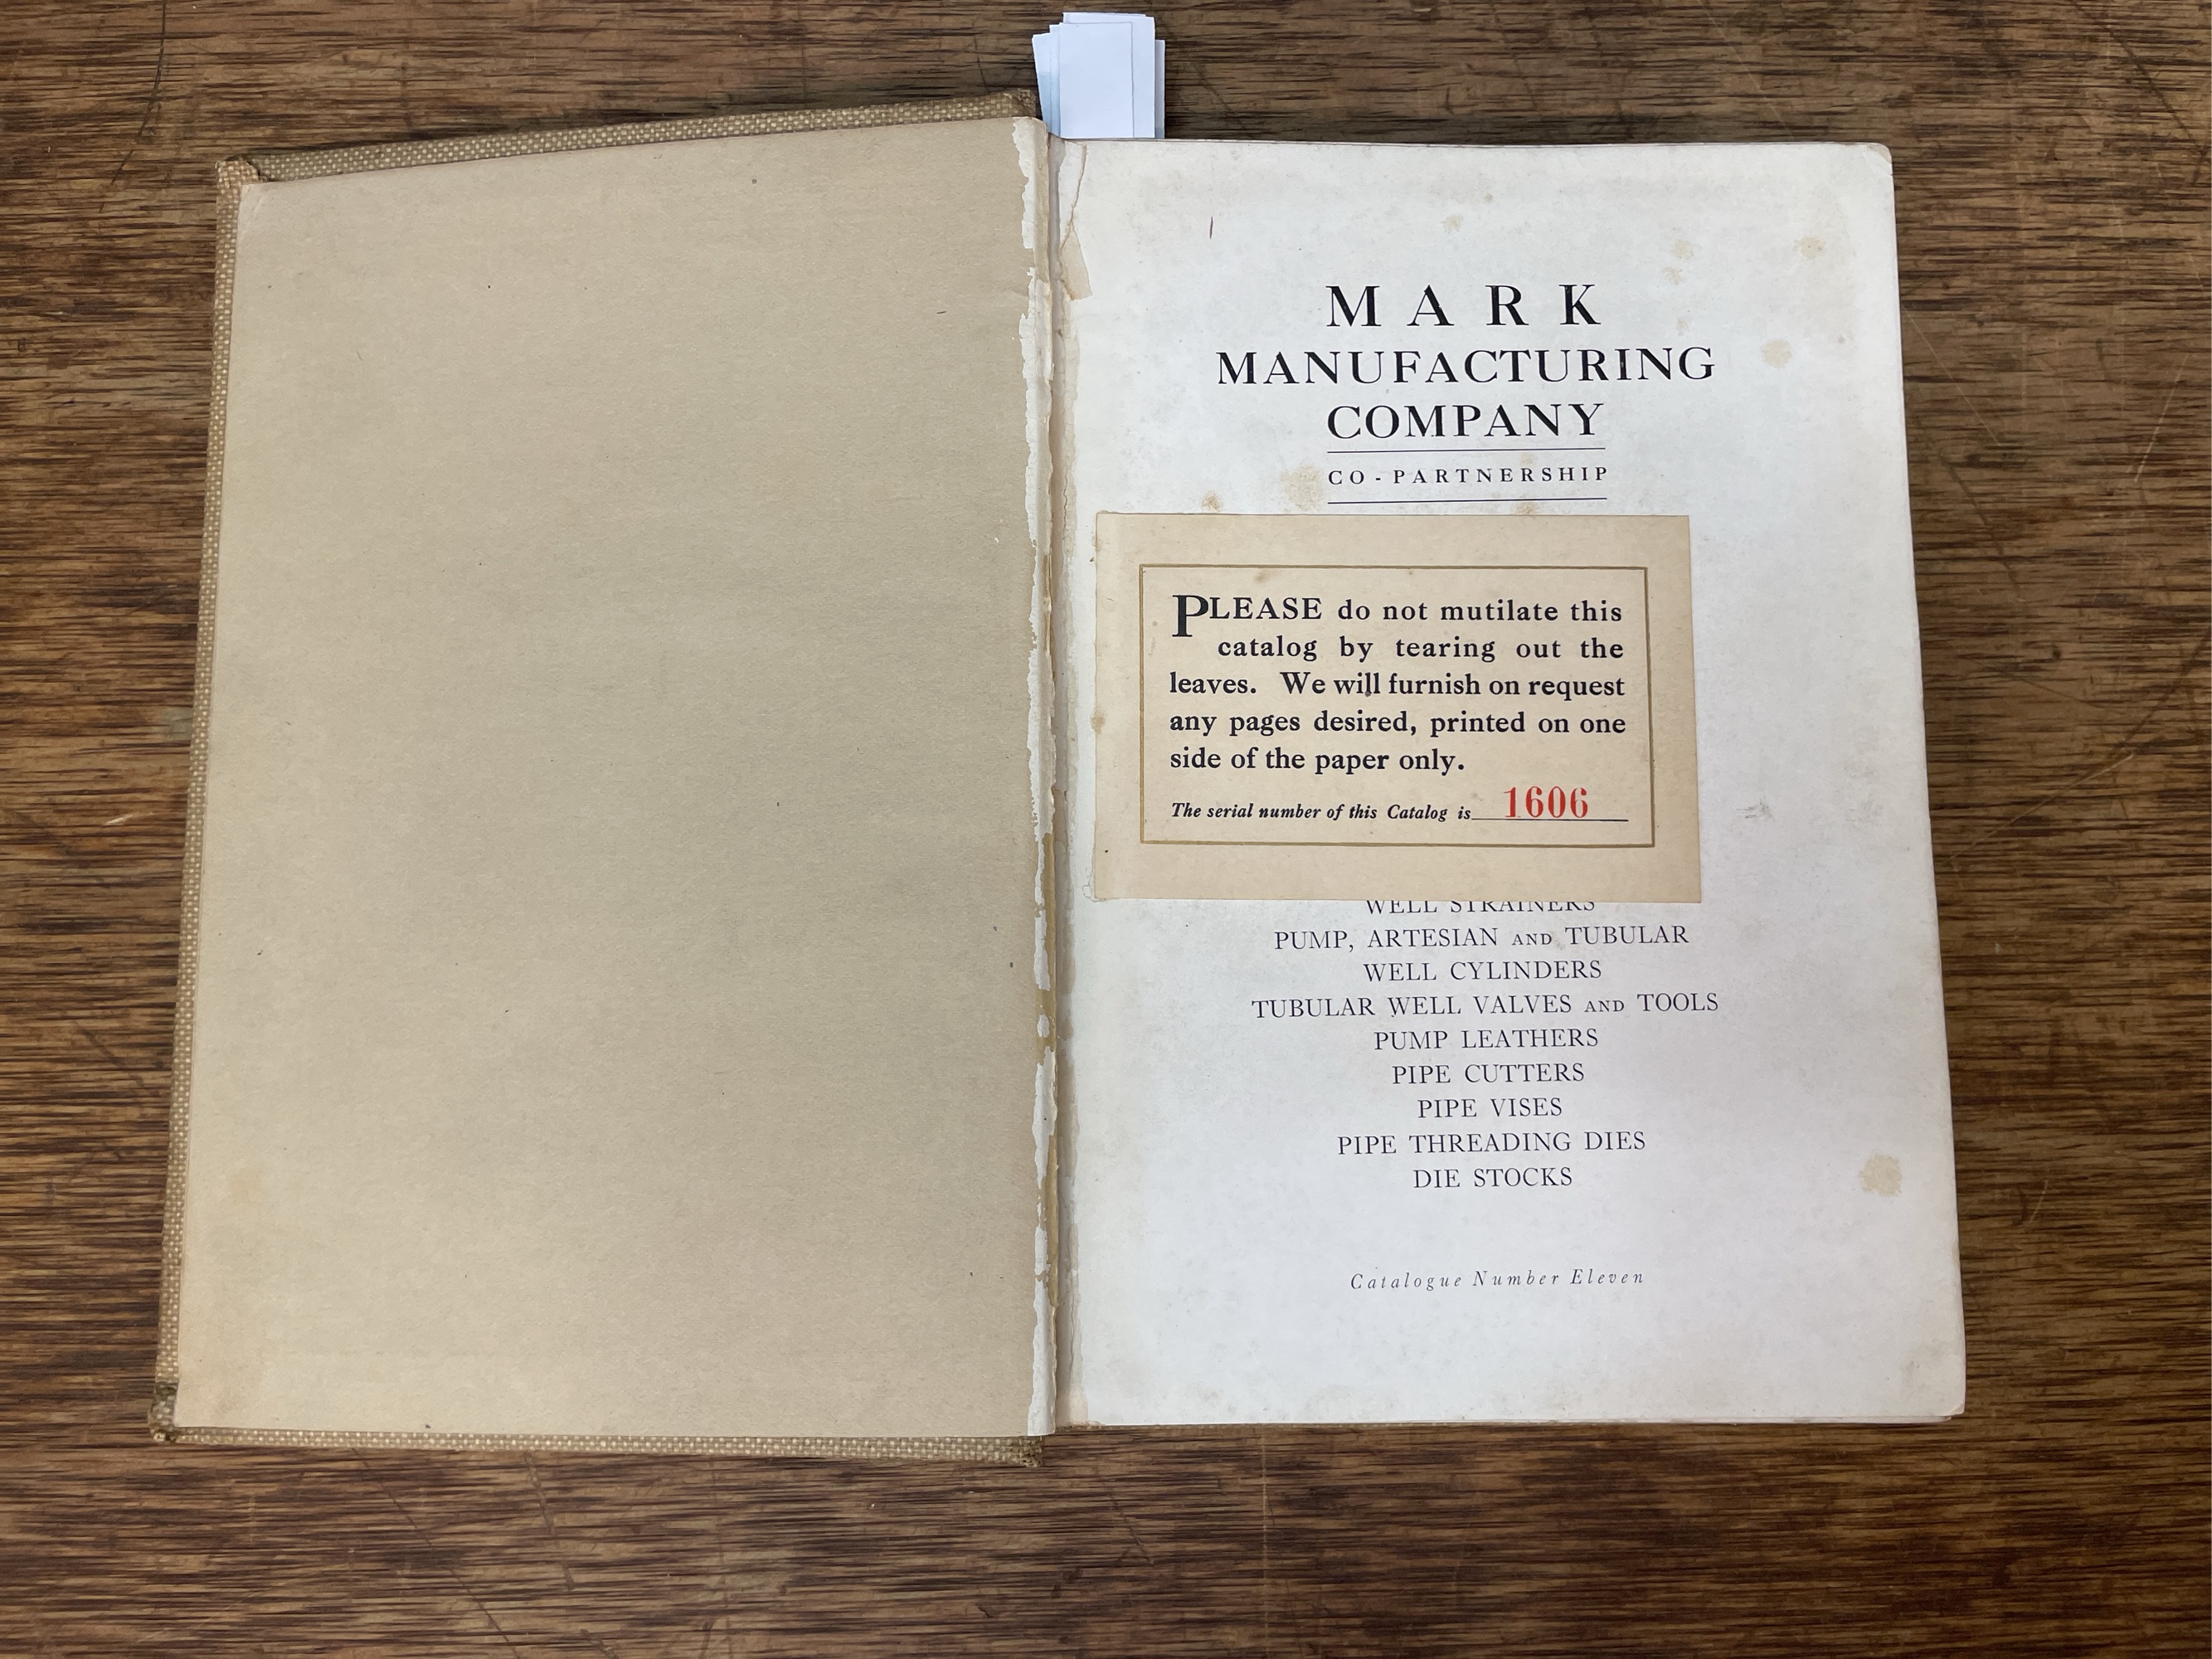 MARK
MANUFACTURING
COMPANY
CO-PARTNERSHIP
PLEASE do not mutilate this
catalog by tearing out the
leaves. We will furnish on request
any pages desired, printed on one
side of the paper only.
The serial number of this Catalog is 1606
WELL STRAINERS
PUMP, ARTESIAN AND TUBULAR
WELL CYLINDERS
TUBULAR WELL VALVES AND TOOLS
PUMP LEATHERS
PIPE CUTTERS
PIPE VISES
PIPE THREADING DIES
DIE STOCKS
Catalogue Number Eleven